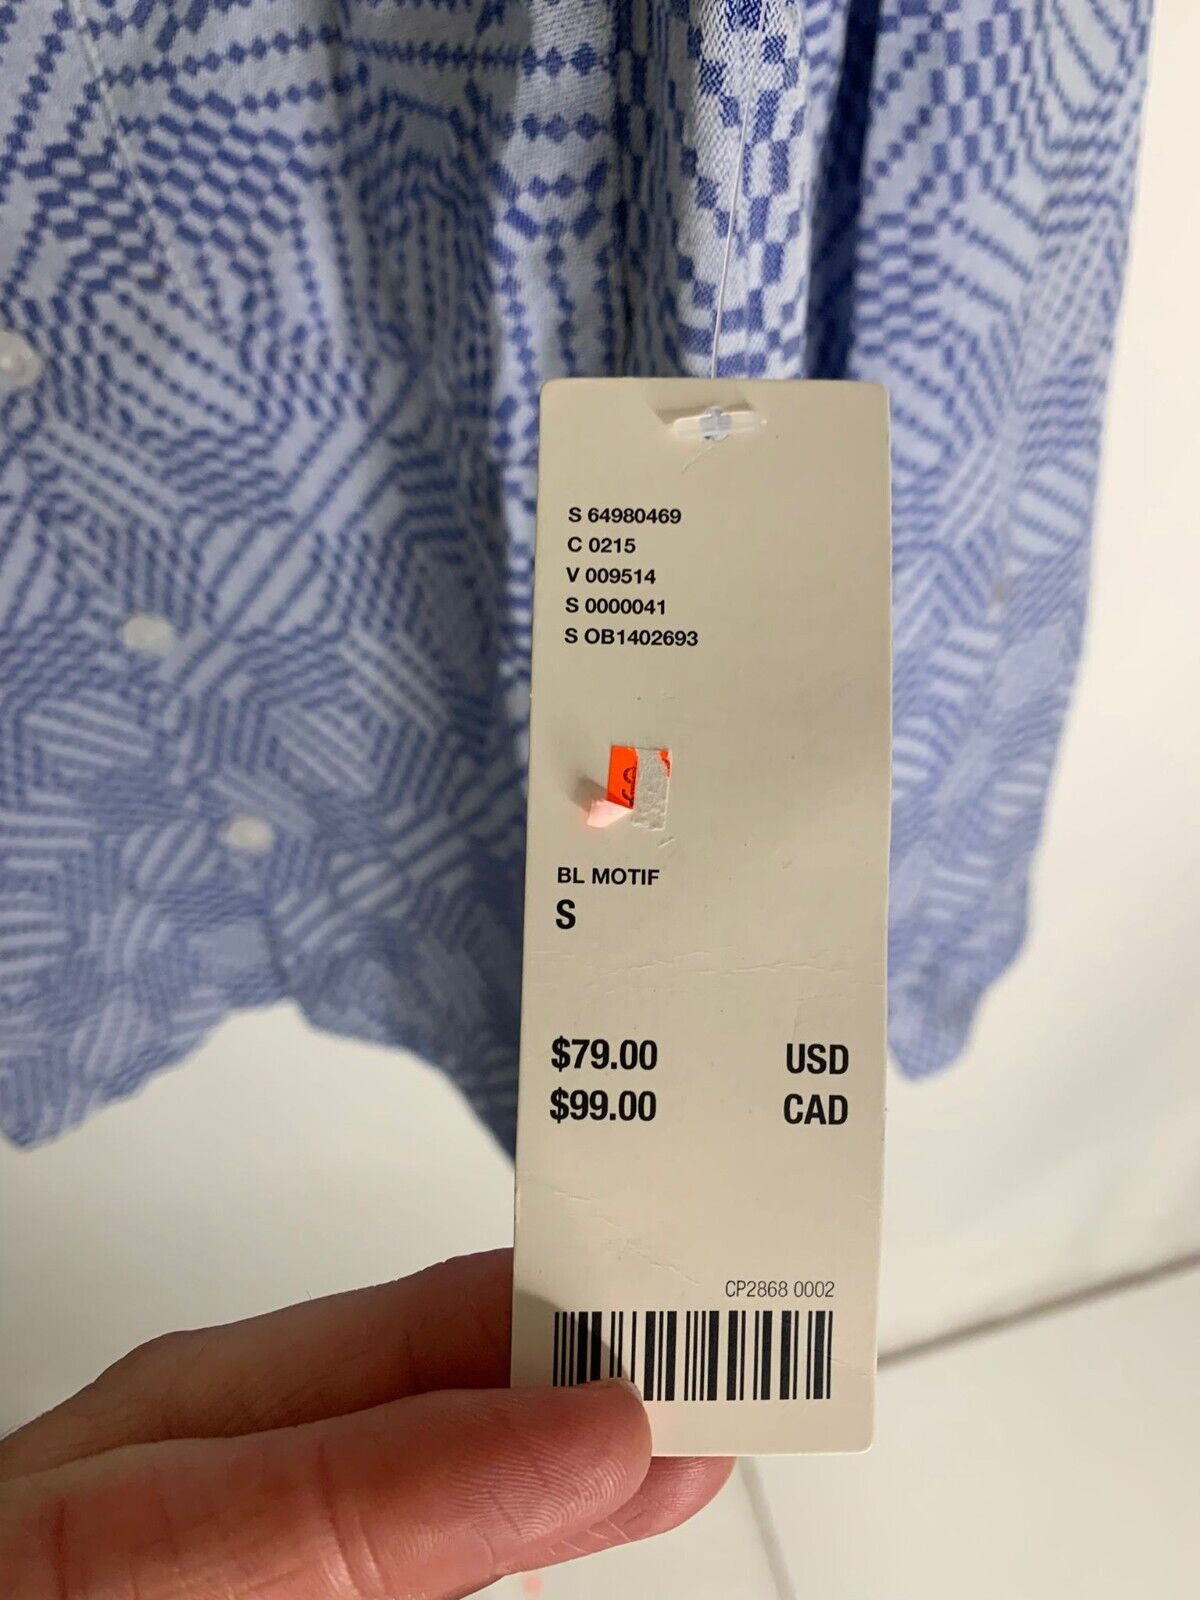 S 64980469
C 0215
V 009514
S 0000041
S OB1402693
BL MOTIF
S
$79.00 USD
$99.00 CAD
CP2868 0002